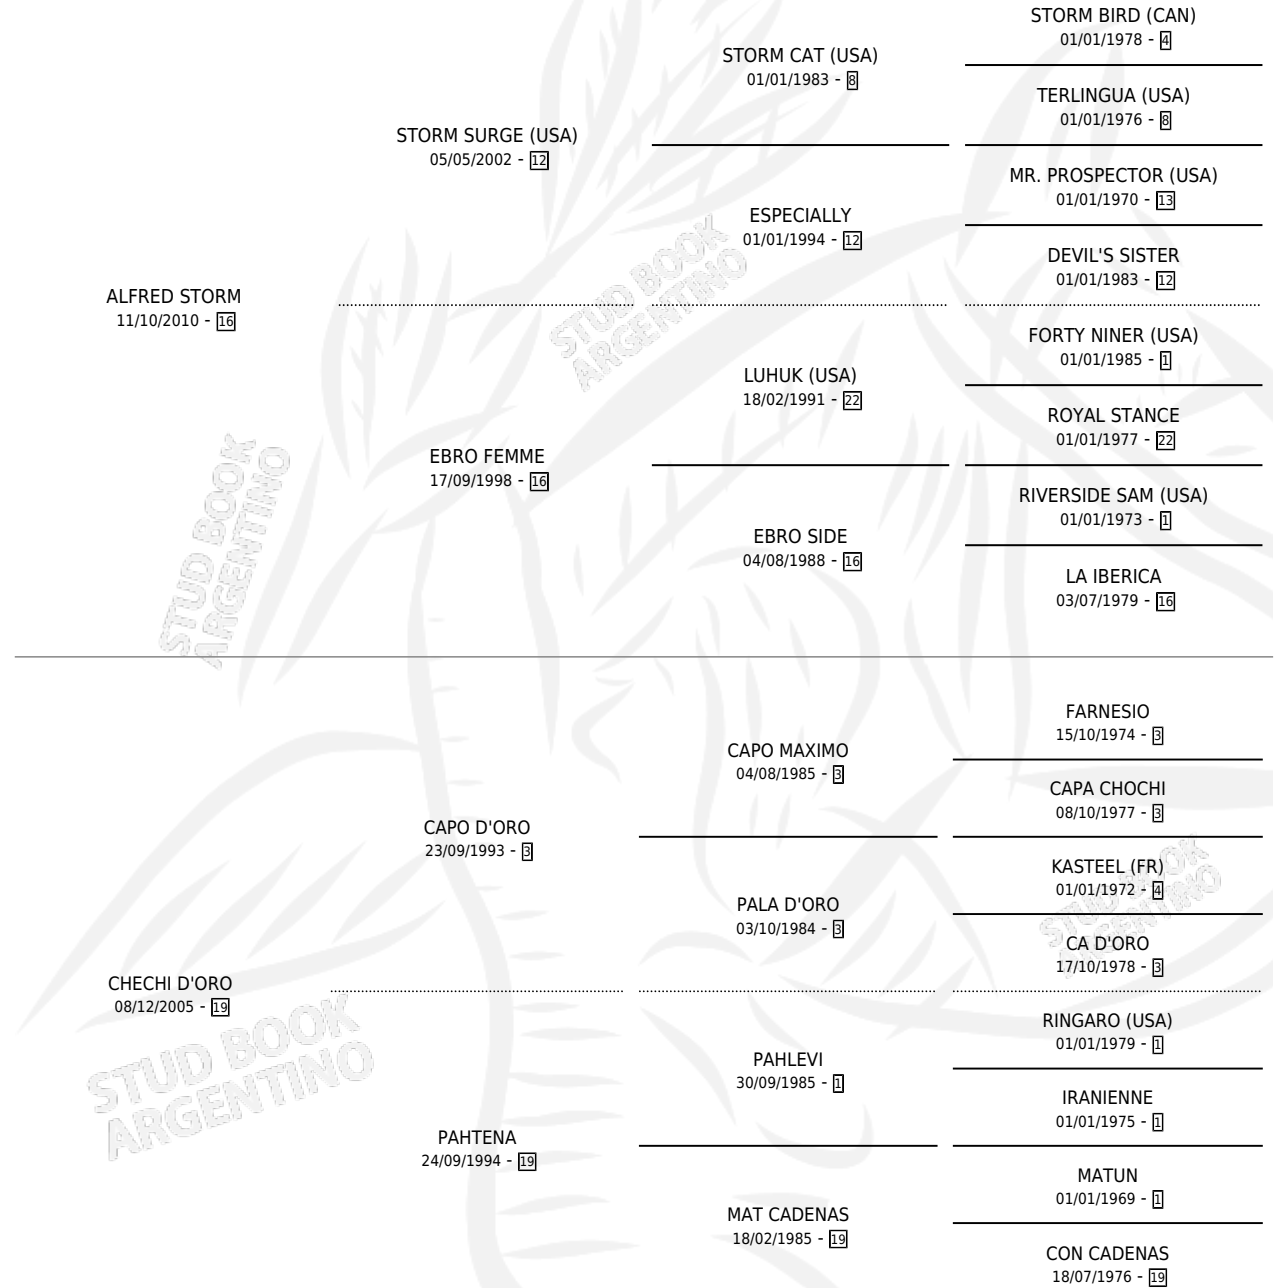 STORM BIRD (CAN)
01/01/1978 - 4
STORM CAT (USA)
01/01/1983 - 8
TERLINGUA (USA)
01/01/1976 - 8
STORM SURGE (USA)
05/05/2002 - 12
MR. PROSPECTOR (USA)
01/01/1970 - 13
ESPECIALLY
01/01/1994 - 12
DEVIL'S SISTER
01/01/1983 - 12
ALFRED STORM
11/10/2010 - 16
FORTY NINER (USA)
01/01/1985 - 1
LUHUK (USA)
18/02/1991 - 22
ROYAL STANCE
01/01/1977 - 22
EBRO FEMME
17/09/1998 - 16
RIVERSIDE SAM (USA)
01/01/1973 - 1
EBRO SIDE
04/08/1988 - 16
LA IBERICA
03/07/1979 - 16
FARNESIO
15/10/1974 - 3
CAPO MAXIMO
04/08/1985 - 3
CAPA CHOCHI
08/10/1977 - 3
CAPO D'ORO
23/09/1993 - 3
KASTEEL (FR)
01/01/1972 - 4
PALA D'ORO
03/10/1984 - 3
CA D'ORO
17/10/1978 - 3
CHECHI D'ORO
08/12/2005 - 19
RINGARO (USA)
01/01/1979 - 1
PAHLEVI
30/09/1985 - 1
IRANIENNE
01/01/1975 - 1
PAHTENA
24/09/1994 - 19
MATUN
01/01/1969 - 1
MAT CADENAS
18/02/1985 - 19
CON CADENAS
18/07/1976 - 19
STUD BOOK
ARGENTINO
STUD BOOK
ARGENTINO
STUD BOOK
ARGENTINO
STUD BOOK
ARGENTINO